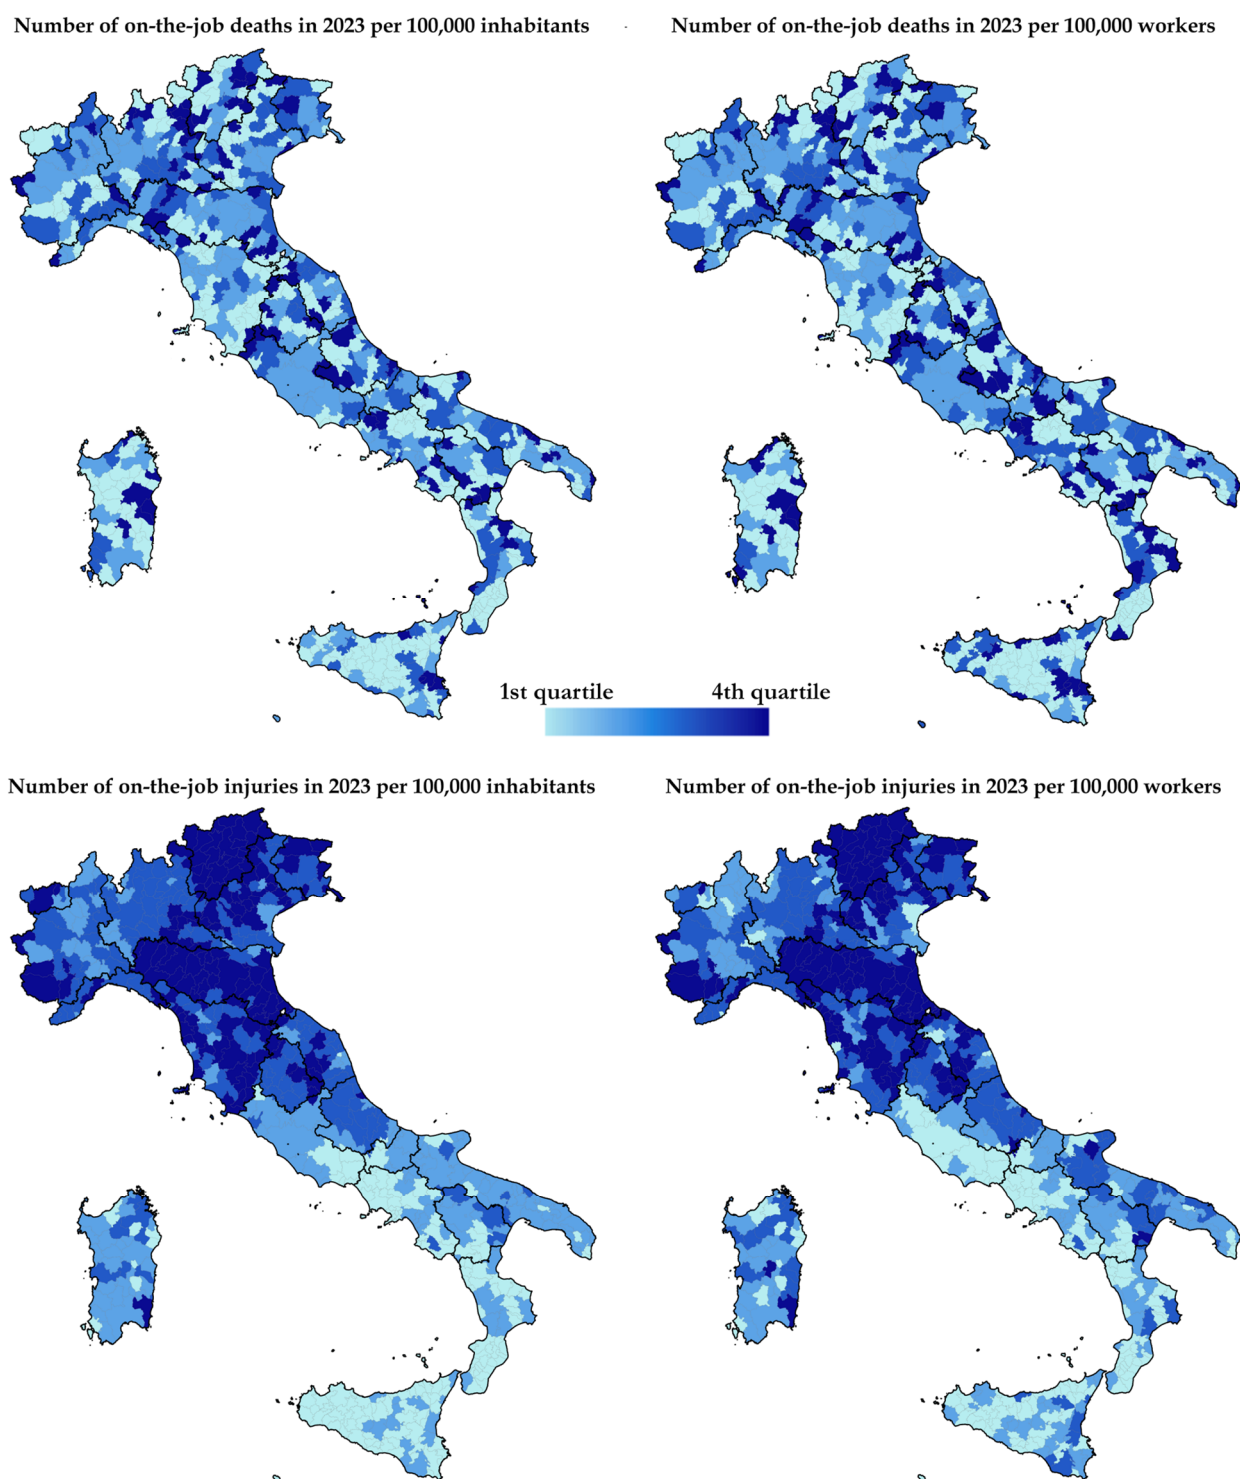 Number of on-the-job deaths in 2023 per 100,000 inhabitants
Number of on-the-job deaths in 2023 per 100,000 workers
1st quartile
4th quartile
Number of on-the-job injuries in 2023 per 100,000 inhabitants
Number of on-the-job injuries in 2023 per 100,000 workers